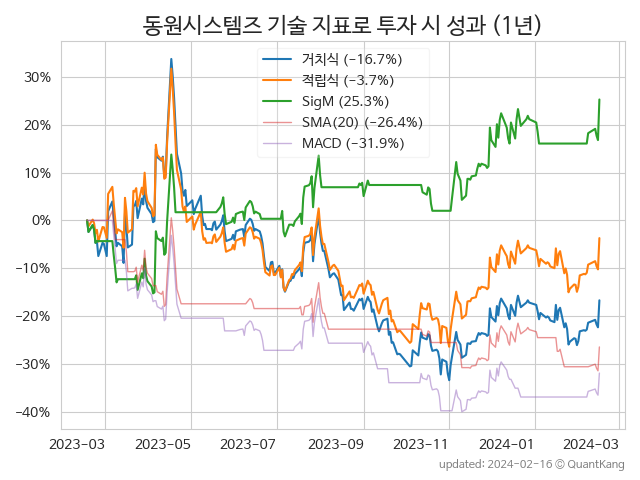 동원시스템즈 기술 지표로 투자 시 성과 (1년)
거치식 (−16.7%)
적립식 (−3.7%)
SigM (25.3%)
SMA(20) (−26.4%)
MACD (−31.9%)
30%
20%
10%
0%
−10%
−20%
−30%
−40%
2023-03 2023-05 2023-07 2023-09 2023-11 2024-01 2024-03
updated: 2024-02-16 © QuantKang